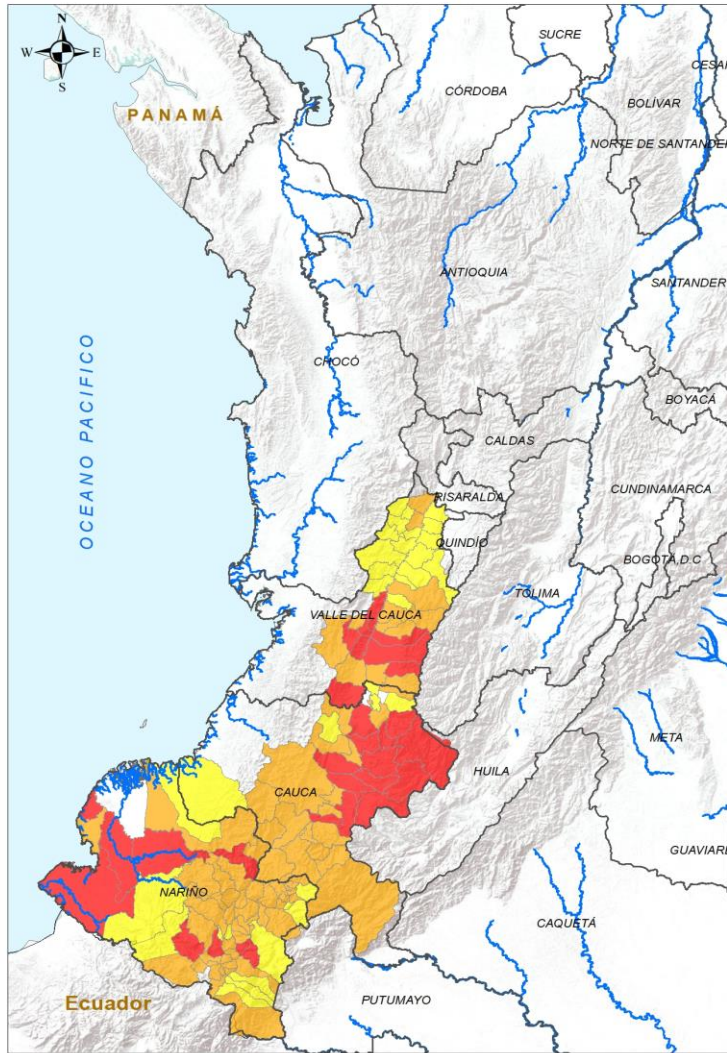 N
W E
S
PANAMÁ
SUCRE
CÓRDOBA
CESAR
BOLÍVAR
NORTE DE SANTANDER
ANTIOQUIA
SANTANDER
OCEANO PACIFICO
CHOCÓ
BOYACÁ
CALDAS
RISARALDA
CUNDINAMARCA
QUINDÍO
BOGOTÁ, D.C
TOLIMA
VALLE DEL CAUCA
META
HUILA
CAUCA
GUAVIARE
NARIÑO
CAQUETÁ
Ecuador
PUTUMAYO